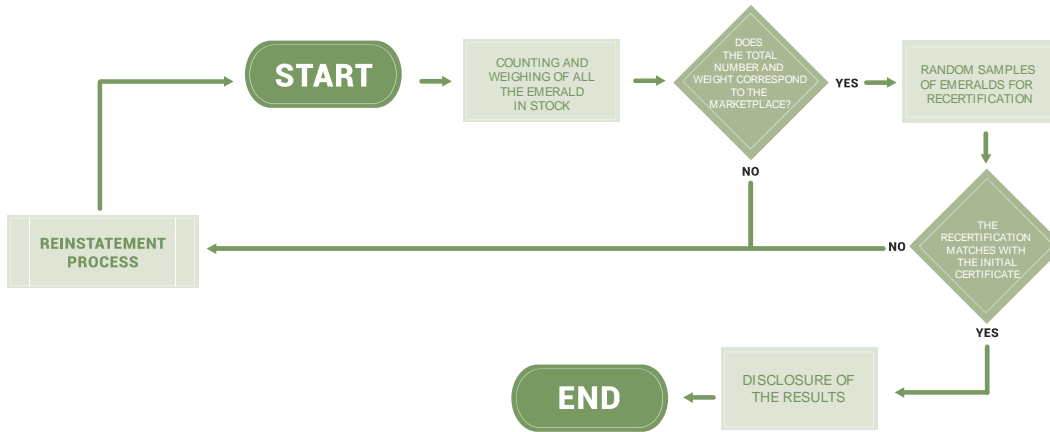 START
COUNTING AND
WEIGHING OF ALL
THE EMERALD
IN STOCK
DOES
THE TOTAL
NUMBER AND
WEIGHT CORRESPOND
TO THE
MARKETPLACE?
YES
RANDOM SAMPLES
OF EMERALDS FOR
RECERTIFICATION
NO
REINSTATEMENT
PROCESS
NO
THE
RECERTIFICATION
MATCHES WITH
THE INITIAL
CERTIFICATE
YES
DISCLOSURE OF
THE RESULTS
END